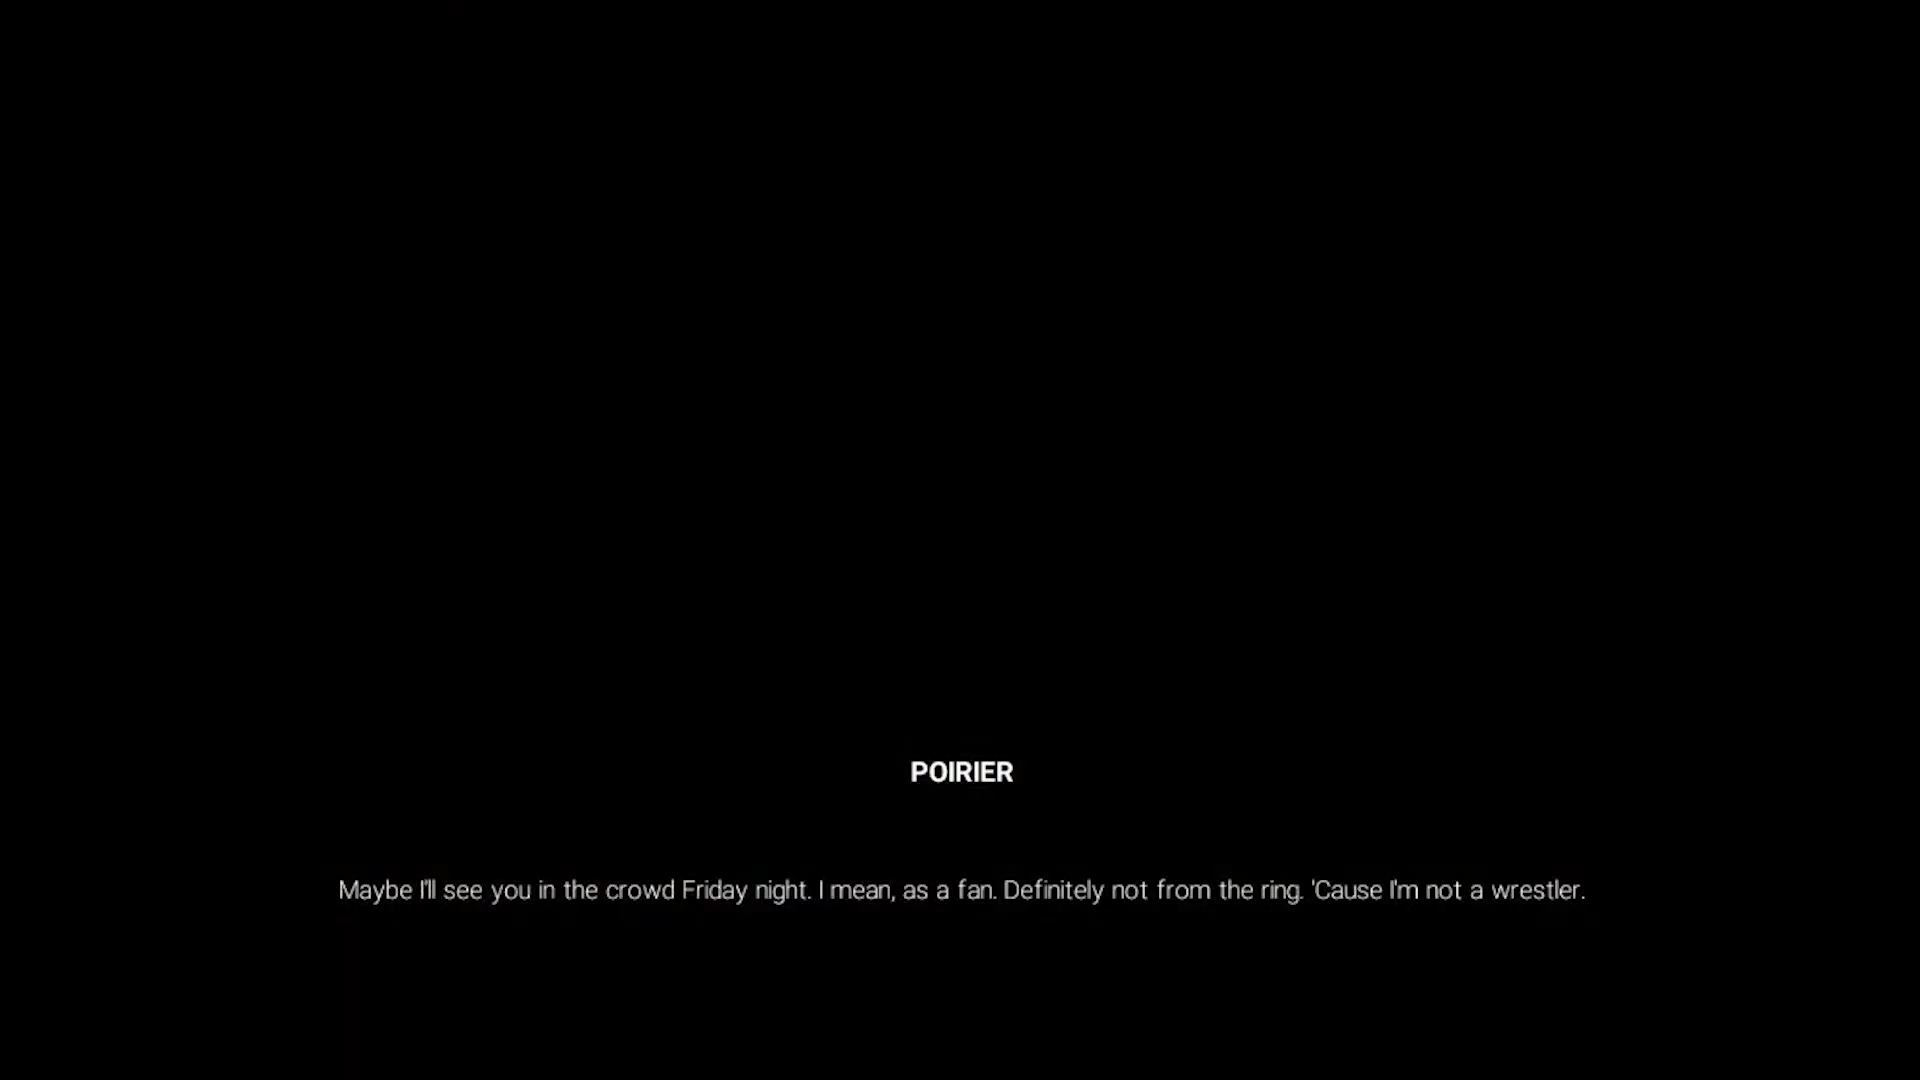 POIRIER
Maybe I'll see you in the crowd Friday night. I mean, as a fan. Definitely not from the ring. 'Cause I'm not a wrestler.